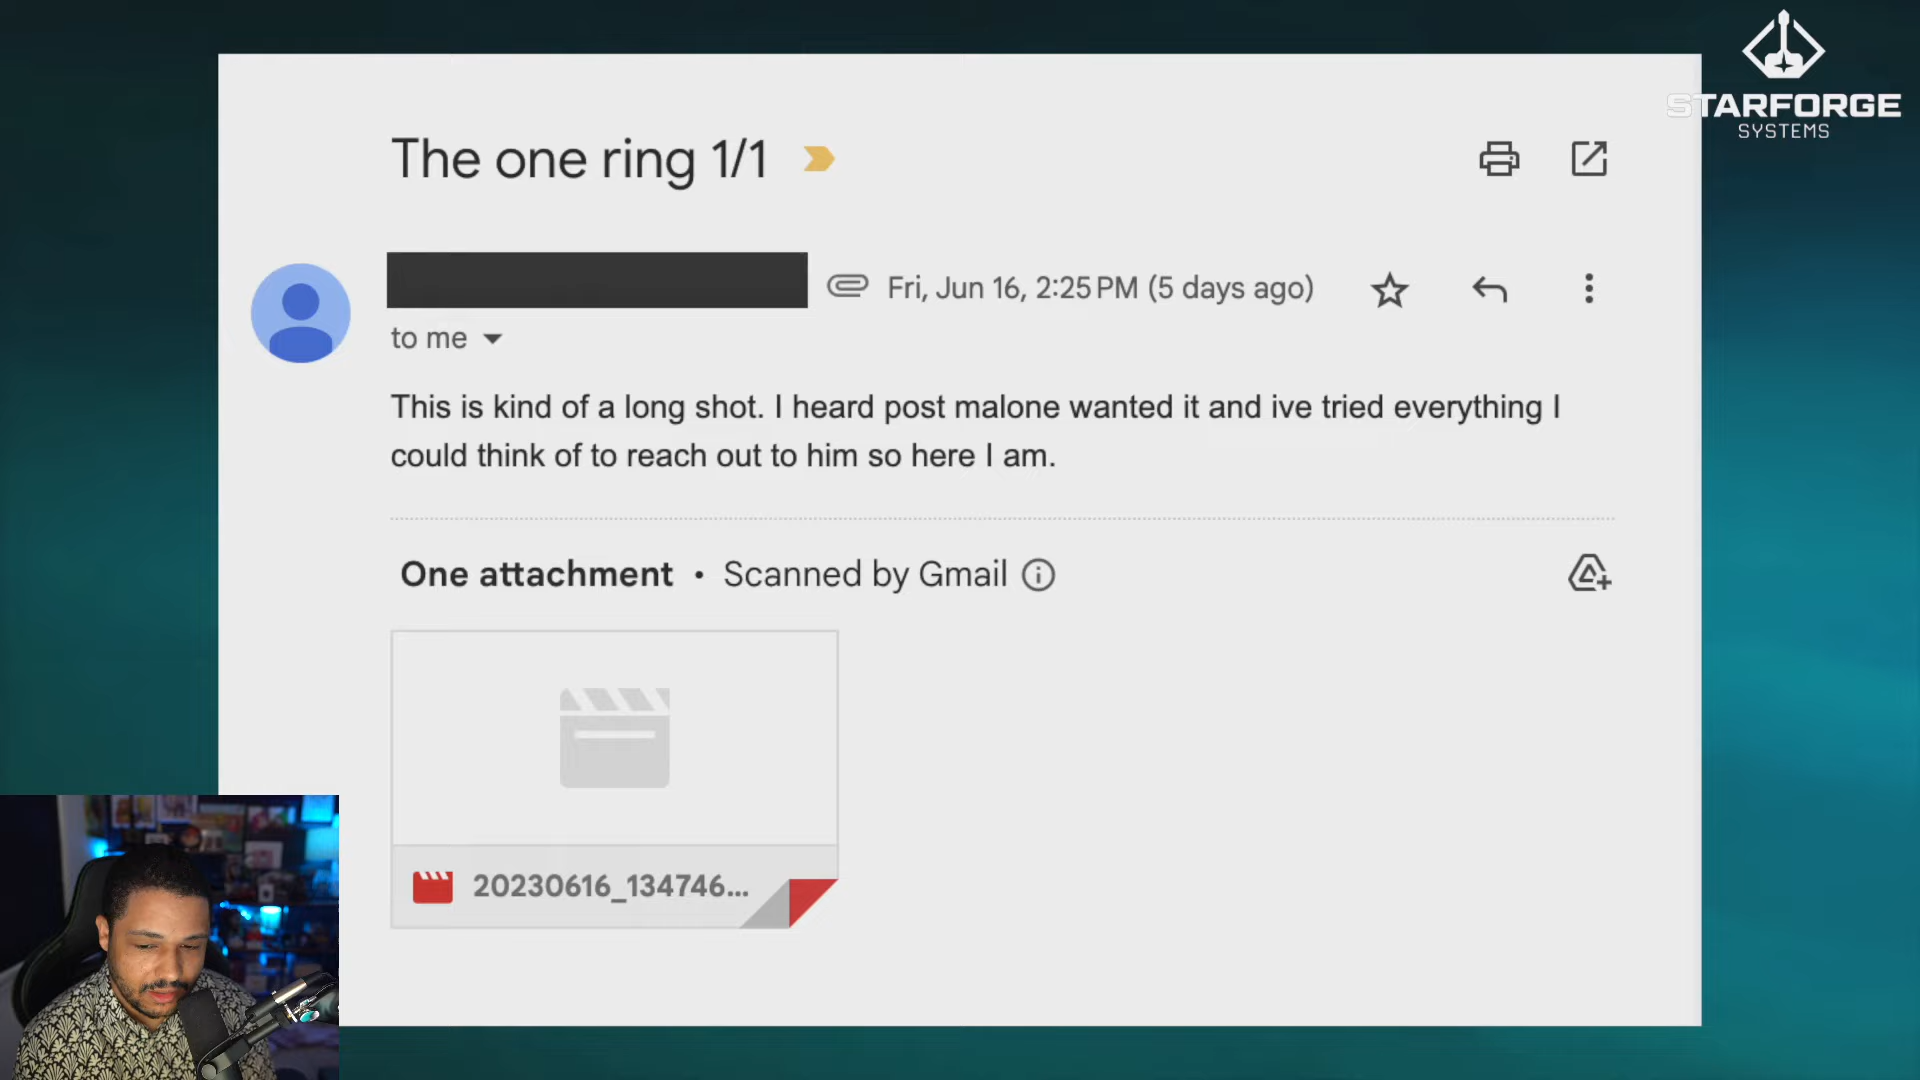 STARFORGE
SYSTEMS
The one ring 1/1
Fri, Jun 16, 2:25 PM (5 days ago)
to me
This is kind of a long shot. I heard post malone wanted it and ive tried everything I
could think of to reach out to him so here I am.
One attachment • Scanned by Gmail
20230616_134746...